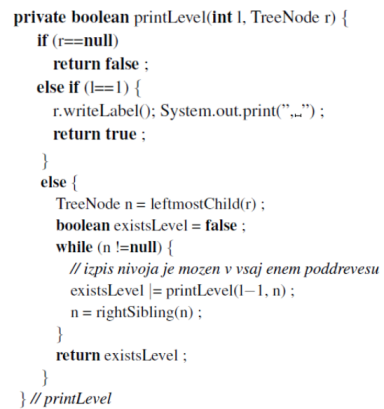 private boolean printLevel(int l, TreeNode r) {
if (r==null)
return false ;
else if (l==1) {
r.writeLabel(); System.out.print(”,␣”) ;
return true ;
}
else {
TreeNode n = leftmostChild(r) ;
boolean existsLevel = false ;
while (n !=null) {
// izpis nivoja je mozen v vsaj enem poddrevesu
existsLevel |= printLevel(l−1, n) ;
n = rightSibling(n) ;
}
return existsLevel ;
}
} // printLevel